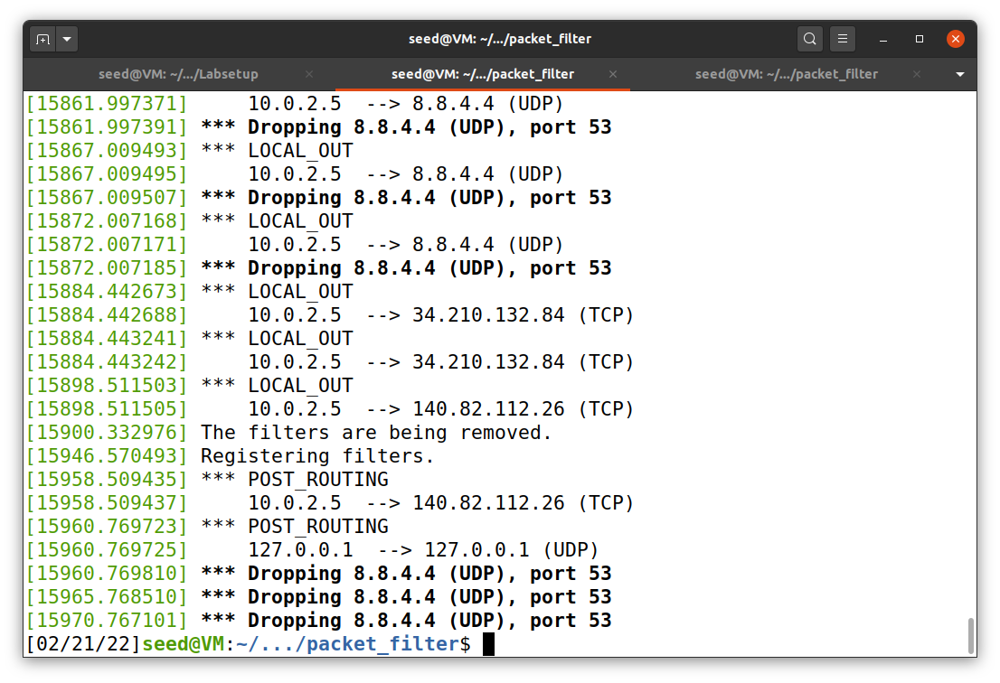 seed@VM: ~/.../packet_filter
seed@VM: ~/.../Labsetup
seed@VM: ~/.../packet_filter
seed@VM: ~/.../packet_filter
[15861.997371]     10.0.2.5  --> 8.8.4.4 (UDP)
[15861.997391] *** Dropping 8.8.4.4 (UDP), port 53
[15867.009493] *** LOCAL_OUT
[15867.009495]     10.0.2.5  --> 8.8.4.4 (UDP)
[15867.009507] *** Dropping 8.8.4.4 (UDP), port 53
[15872.007168] *** LOCAL_OUT
[15872.007171]     10.0.2.5  --> 8.8.4.4 (UDP)
[15872.007185] *** Dropping 8.8.4.4 (UDP), port 53
[15884.442673] *** LOCAL_OUT
[15884.442688]     10.0.2.5  --> 34.210.132.84 (TCP)
[15884.443241] *** LOCAL_OUT
[15884.443242]     10.0.2.5  --> 34.210.132.84 (TCP)
[15898.511503] *** LOCAL_OUT
[15898.511505]     10.0.2.5  --> 140.82.112.26 (TCP)
[15900.332976] The filters are being removed.
[15946.570493] Registering filters.
[15958.509435] *** POST_ROUTING
[15958.509437]     10.0.2.5  --> 140.82.112.26 (TCP)
[15960.769723] *** POST_ROUTING
[15960.769725]     127.0.0.1  --> 127.0.0.1 (UDP)
[15960.769810] *** Dropping 8.8.4.4 (UDP), port 53
[15965.768510] *** Dropping 8.8.4.4 (UDP), port 53
[15970.767101] *** Dropping 8.8.4.4 (UDP), port 53
[02/21/22]seed@VM:~/.../packet_filter$